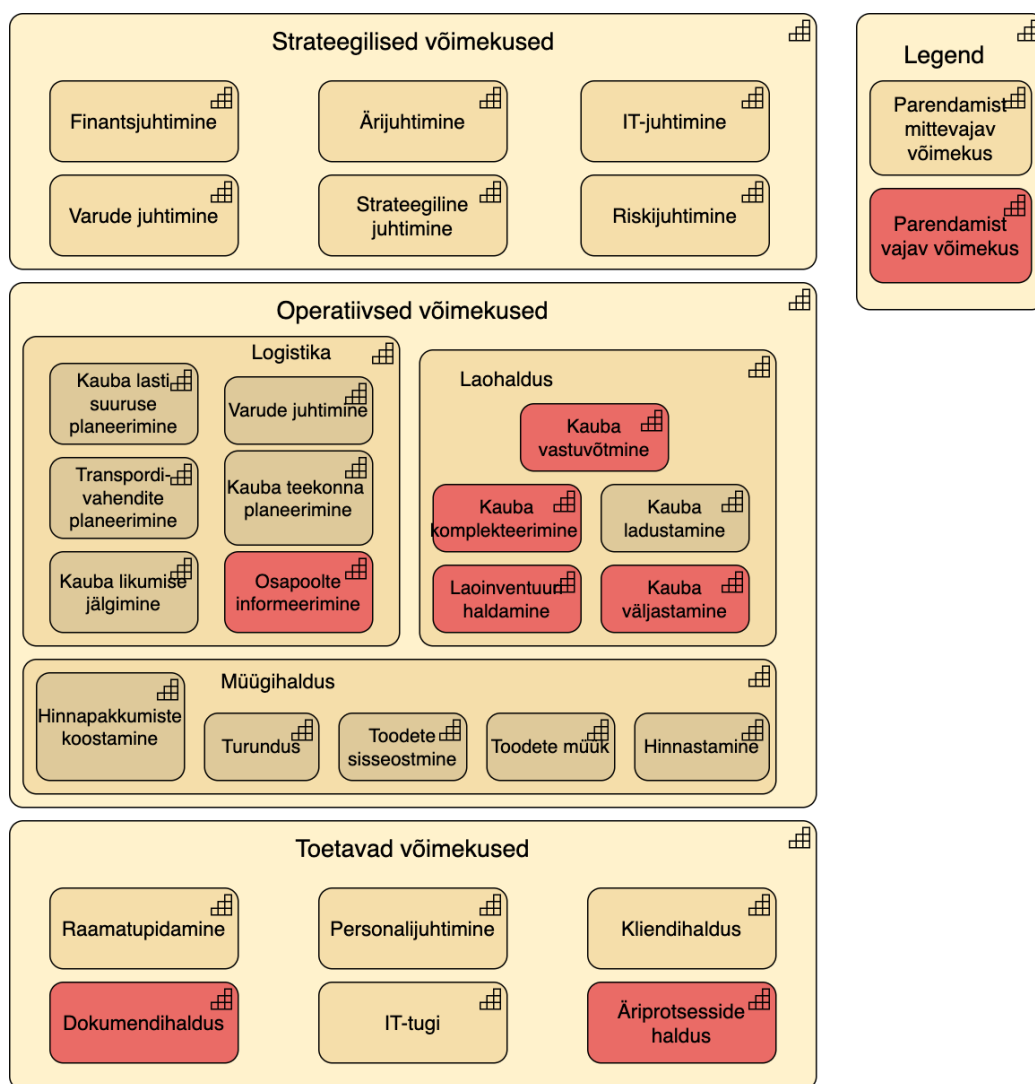 Strateegilised võimekused
Finantsjuhtimine
Ärijuhtimine
IT-juhtimine
Varude juhtimine
Strateegiline
juhtimine
Riskijuhtimine
Legend
Parendamist
mittevajav
võimekus
Parendamist
vajav võimekus
Operatiivsed võimekused
Logistika
Kauba lasti
suuruse
planeerimine
Varude juhtimine
Transpordi-
vahendite
planeerimine
Kauba teekonna
planeerimine
Kauba likumise
jälgimine
Osapoolte
informeerimine
Laohaldus
Kauba
vastuvõtmine
Kauba
komplekteerimine
Kauba
ladustamine
Laoinventuuri
haldamine
Kauba
väljastamine
Müügihaldus
Hinnapakkumiste
koostamine
Turundus
Toodete
sisseostmine
Toodete müük
Hinnastamine
Toetavad võimekused
Raamatupidamine
Personalijuhtimine
Kliendihaldus
Dokumendihaldus
IT-tugi
Äriprotsesside
haldus